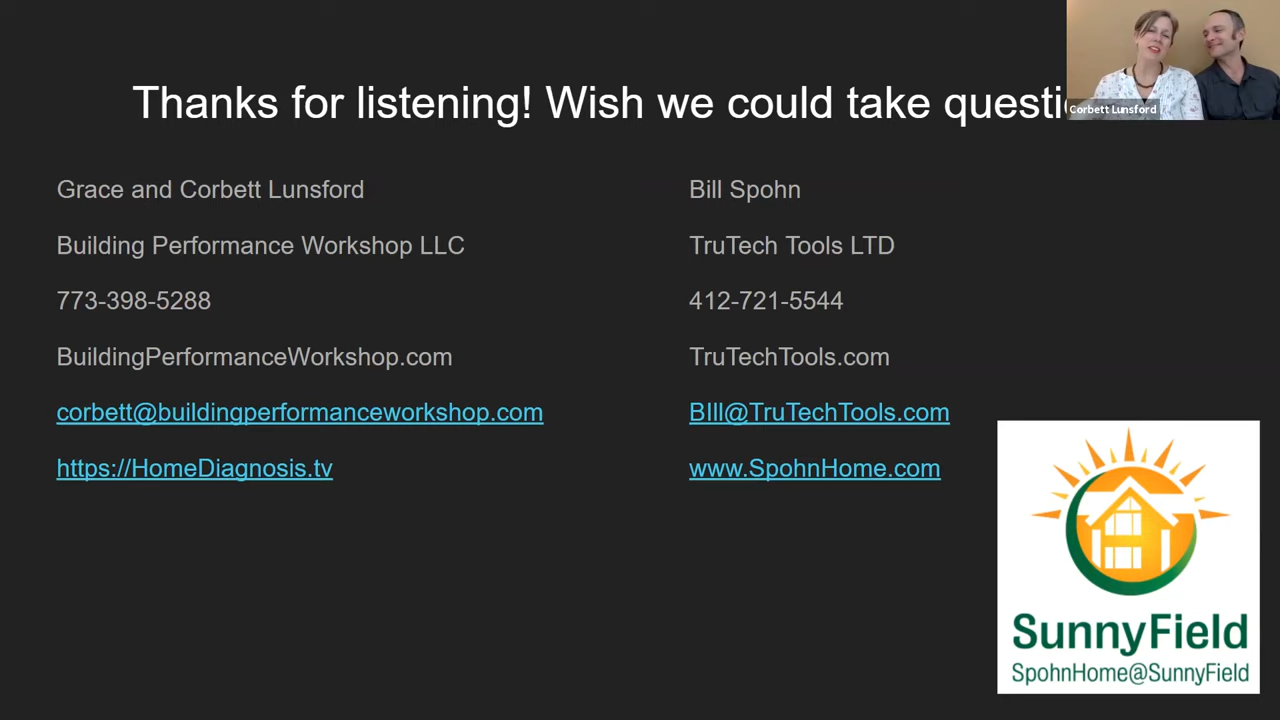 Thanks for listening! Wish we could take questi
Corbett Lunsford
Grace and Corbett Lunsford
Building Performance Workshop LLC
773-398-5288
BuildingPerformanceWorkshop.com
corbett@buildingperformanceworkshop.com
https://HomeDiagnosis.tv
Bill Spohn
TruTech Tools LTD
412-721-5544
TruTechTools.com
BIll@TruTechTools.com
www.SpohnHome.com
SunnyField
SpohnHome@SunnyField